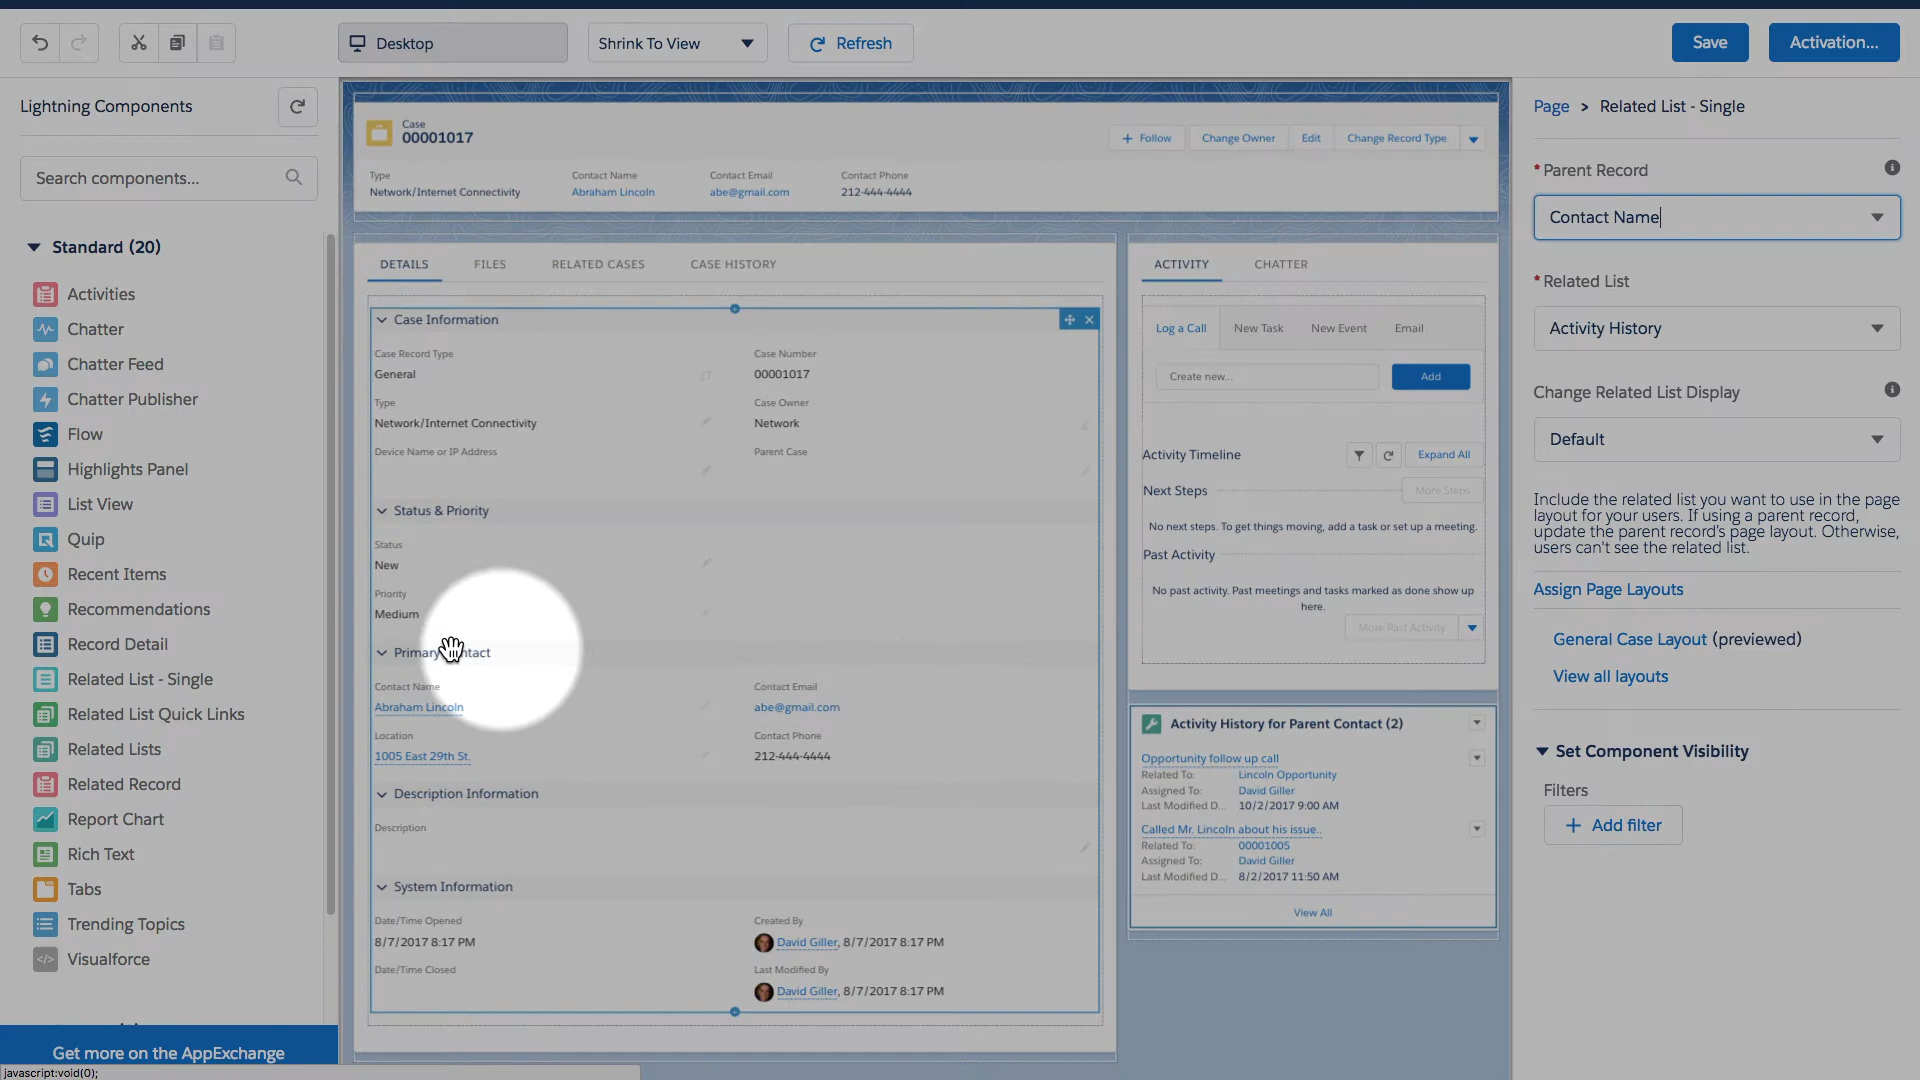 Desktop
Shrink To View
Refresh
Save
Activation...
Lightning Components
Search components...
Standard (20)
Activities
Chatter
Chatter Feed
Chatter Publisher
Flow
Highlights Panel
List View
Quip
Recent Items
Recommendations
Record Detail
Related List - Single
Related List Quick Links
Related Lists
Related Record
Report Chart
Rich Text
Tabs
Trending Topics
Visualforce
Get more on the AppExchange
javascript:void(0);
Case
00001017
+ Follow
Change Owner
Edit
Change Record Type
Type
Contact Name
Contact Email
Contact Phone
Network/Internet Connectivity
Abraham Lincoln
abe@gmail.com
212-444-4444
DETAILS
FILES
RELATED CASES
CASE HISTORY
Case Information
Case Record Type
Case Number
General
00001017
Type
Case Owner
Network/Internet Connectivity
Network
Device Name or IP Address
Parent Case
Status & Priority
Status
New
Priority
Medium
Primary
Contact Name
Contact Email
Abraham Lincoln
abe@gmail.com
Location
Contact Phone
1005 East 29th St.
212-444-4444
Description Information
Description
System Information
Date/Time Opened
Created By
8/7/2017 8:17 PM
David Giller, 8/7/2017 8:17 PM
Date/Time Closed
Last Modified By
David Giller, 8/7/2017 8:17 PM
ACTIVITY
CHATTER
Log a Call
New Task
New Event
Email
Create new...
Add
Activity Timeline
Expand All
Next Steps
More Steps
No next steps. To get things moving, add a task or set up a meeting.
Past Activity
No past activity. Past meetings and tasks marked as done show up
here.
More Past Activity
Activity History for Parent Contact (2)
Opportunity follow up call
Related To: Lincoln Opportunity
Assigned To: David Giller
Last Modified D... 10/2/2017 9:00 AM
Called Mr. Lincoln about his issue..
Related To: 00001005
Assigned To: David Giller
Last Modified D... 8/2/2017 11:50 AM
View All
Page > Related List - Single
* Parent Record
Contact Name
* Related List
Activity History
Change Related List Display
Default
Include the related list you want to use in the page
layout for your users. If using a parent record,
update the parent record's page layout. Otherwise,
users can't see the related list.
Assign Page Layouts
General Case Layout (previewed)
View all layouts
Set Component Visibility
Filters
+ Add filter